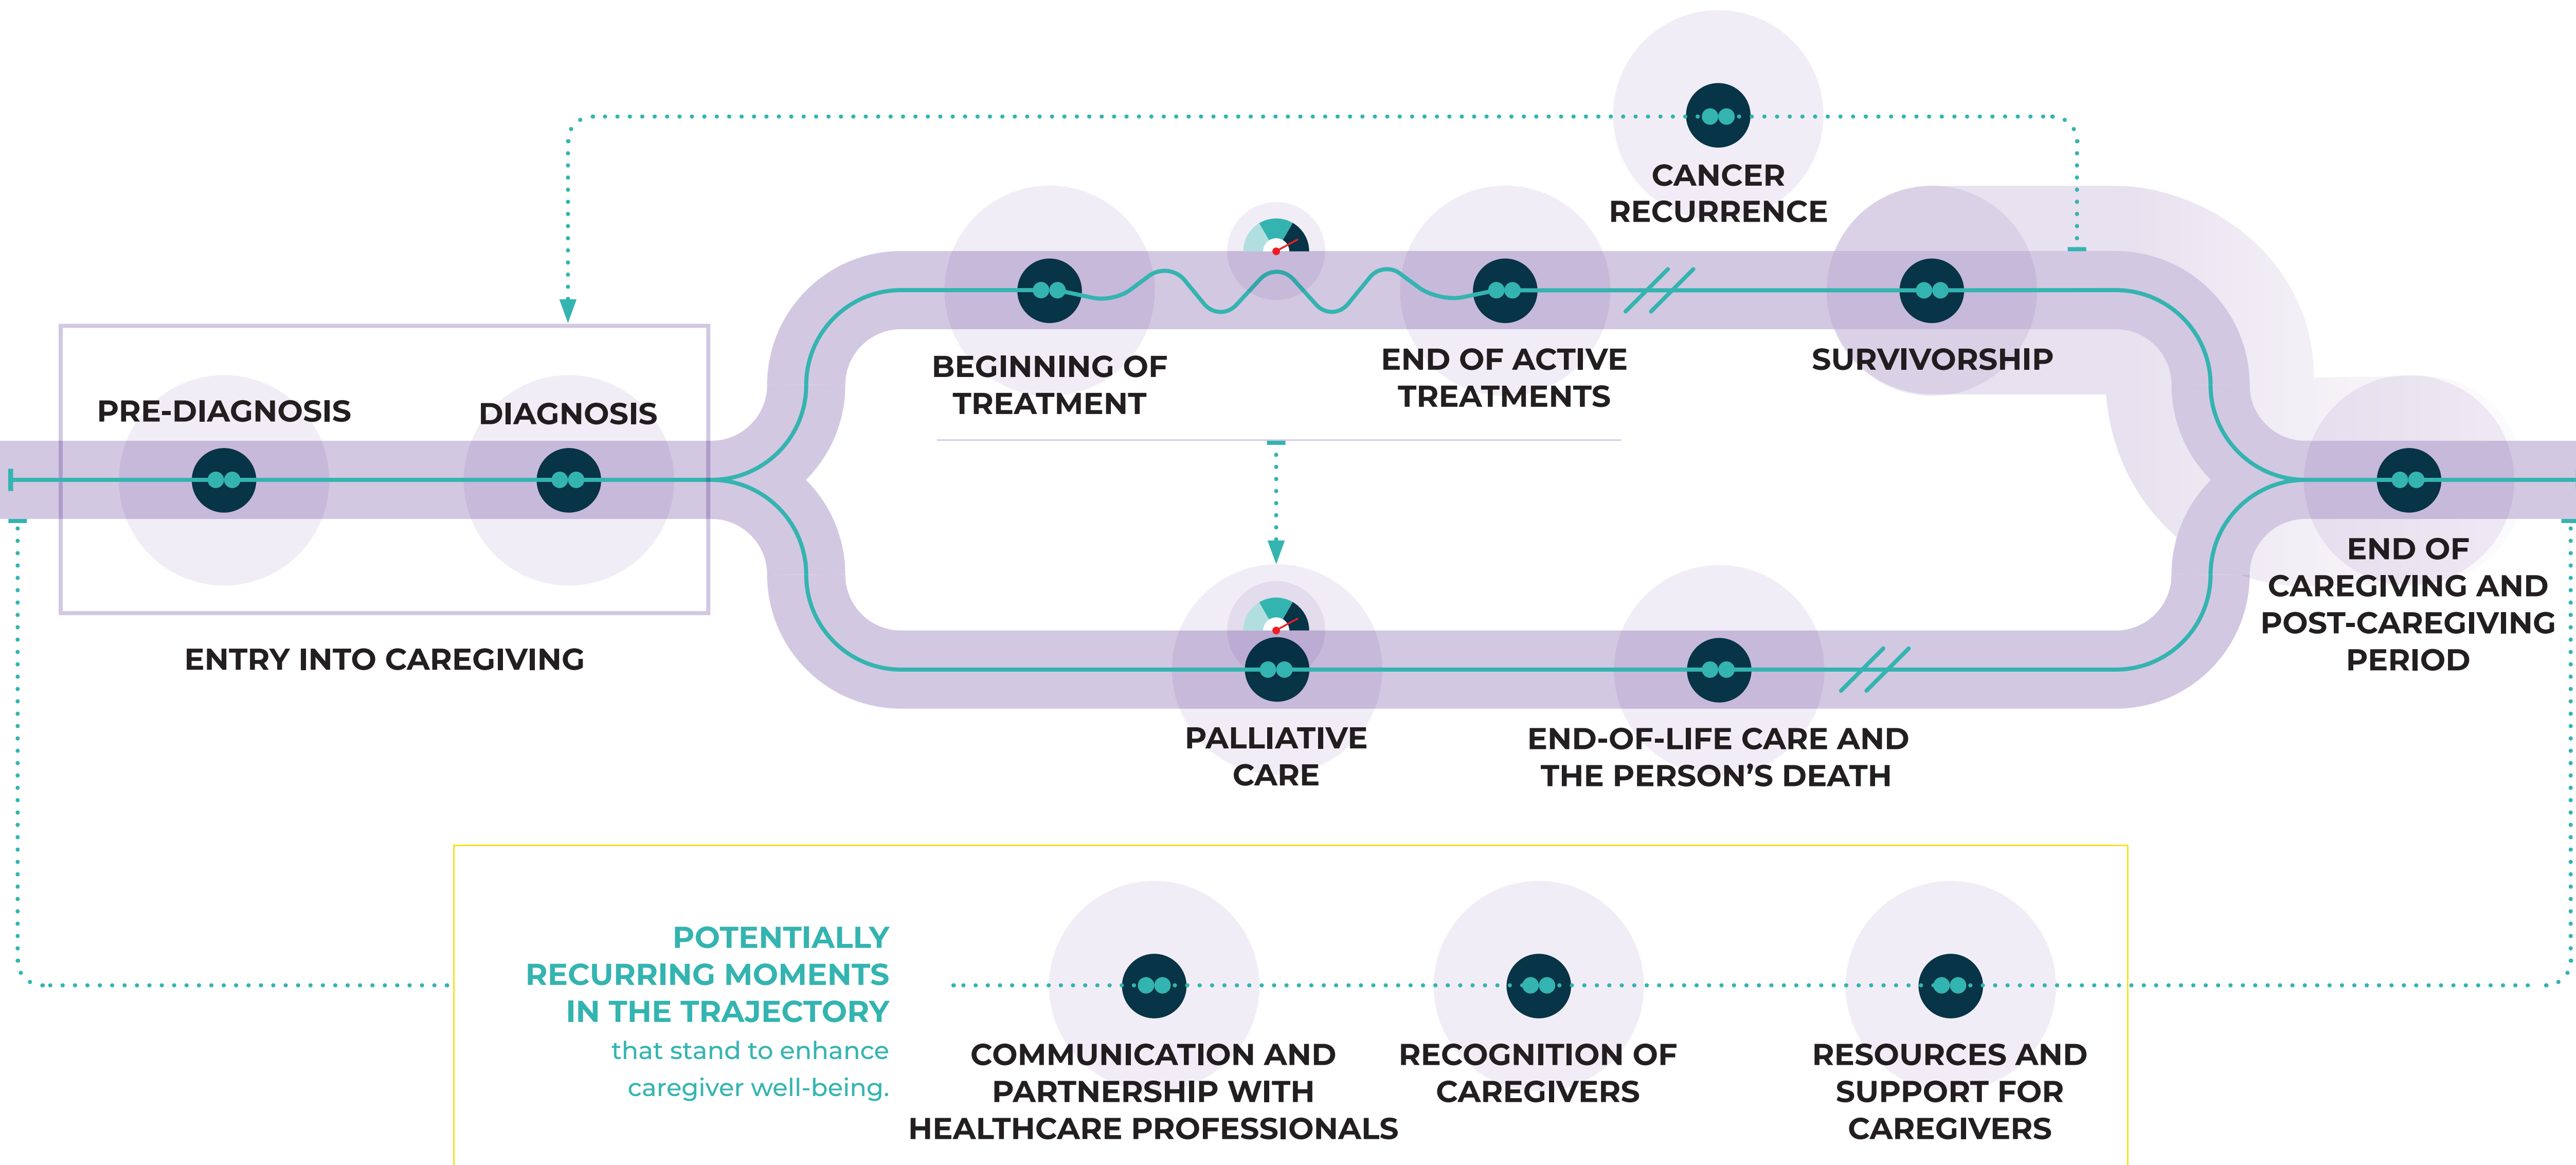 CANCER
RECURRENCE
BEGINNING OF
TREATMENT
END OF ACTIVE
TREATMENTS
SURVIVORSHIP
PRE-DIAGNOSIS
DIAGNOSIS
ENTRY INTO CAREGIVING
END OF
CAREGIVING AND
POST-CAREGIVING
PERIOD
PALLIATIVE
CARE
END-OF-LIFE CARE AND
THE PERSON’S DEATH
POTENTIALLY
RECURRING MOMENTS
IN THE TRAJECTORY
that stand to enhance
caregiver well-being.
COMMUNICATION AND
PARTNERSHIP WITH
HEALTHCARE PROFESSIONALS
RECOGNITION OF
CAREGIVERS
RESOURCES AND
SUPPORT FOR
CAREGIVERS